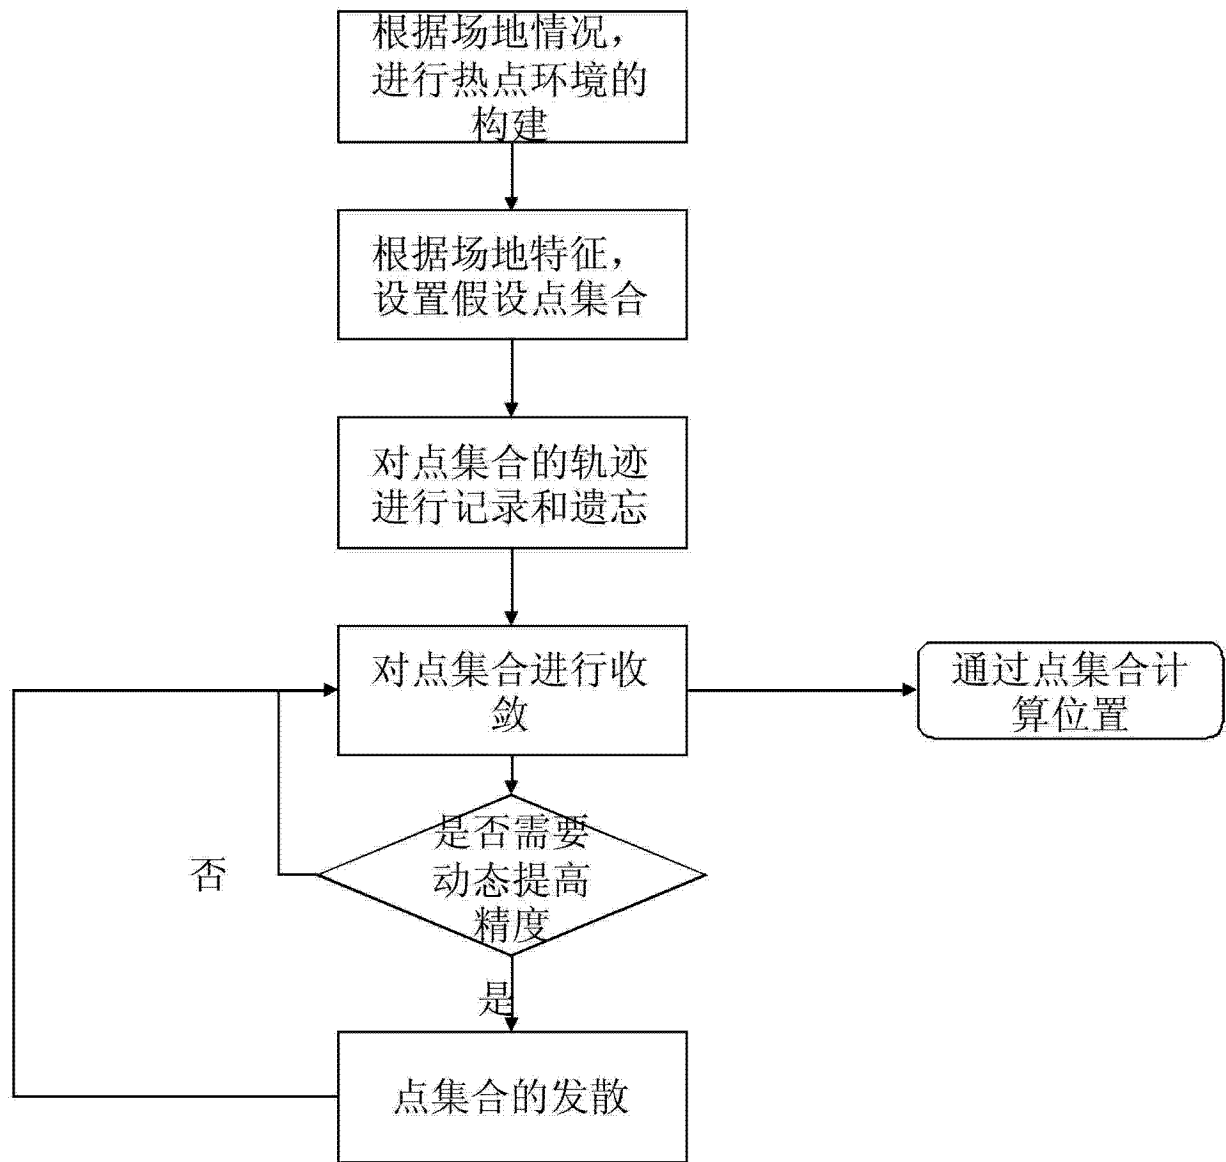 根据场地情况，
进行热点环境的
构建
根据场地特征，
设置假设点集合
对点集合的轨迹
进行记录和遗忘
对点集合进行收
敛
通过点集合计
算位置
是否需要
动态提高
精度
否
是
点集合的发散